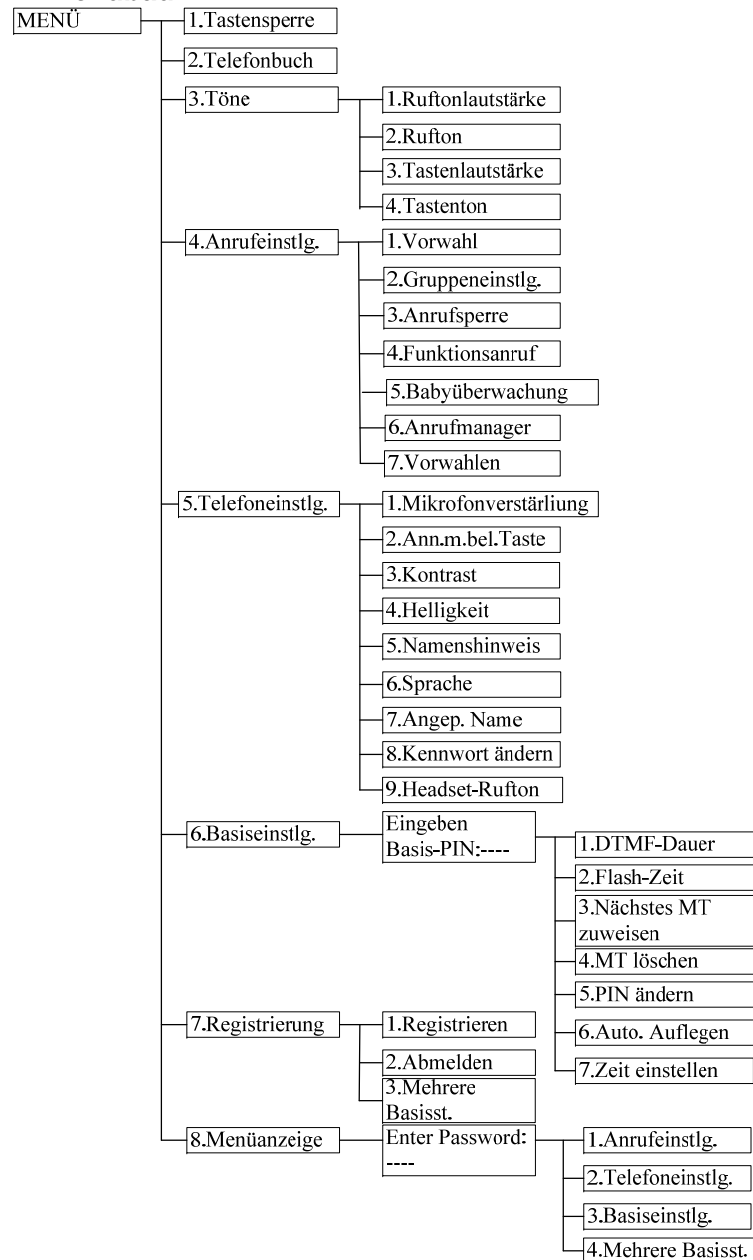 MENÜ
1.Tastensperre
2.Telefonbuch
3.Töne
1.Ruftonlautstärke
2.Rufton
3.Tastenlautstärke
4.Tastenton
4.Anrufeinstlg.
1.Vorwahl
2.Gruppeneinstlg.
3.Anrufsperre
4.Funktionsanruf
5.Babyüberwachung
6.Anrufmanager
7.Vorwahlen
5.Telefoneinstlg.
1.Mikrofonverstärliung
2.Ann.m.bel.Taste
3.Kontrast
4.Helligkeit
5.Namenshinweis
6.Sprache
7.Angep. Name
8.Kennwort ändern
9.Headset-Rufton
6.Basiseinstlg.
Eingeben
Basis-PIN:----
1.DTMF-Dauer
2.Flash-Zeit
3.Nächstes MT
zuweisen
4.MT löschen
5.PIN ändern
6.Auto. Auflegen
7.Zeit einstellen
7.Registrierung
1.Registrieren
2.Abmelden
3.Mehrere
Basisst.
8.Menüanzeige
Enter Password:
----
1.Anrufeinstlg.
2.Telefoneinstlg.
3.Basiseinstlg.
4.Mehrere Basisst.